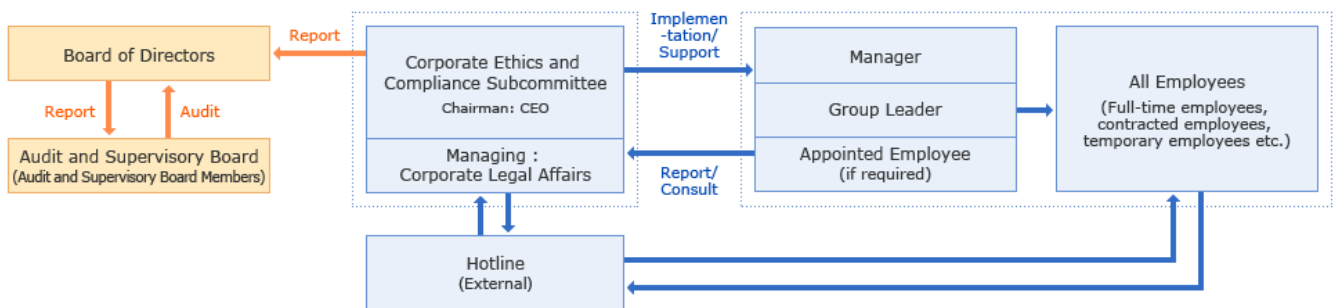 Board of Directors
Report
Audit
Audit and Supervisory Board
(Audit and Supervisory Board Members)
Report
Corporate Ethics and
Compliance Subcommittee
Chairman: CEO
Managing :
Corporate Legal Affairs
Implemen
-tation/
Support
Report/
Consult
Manager
Group Leader
Appointed Employee
(if required)
All Employees
(Full-time employees,
contracted employees,
temporary employees etc.)
Hotline
(External)